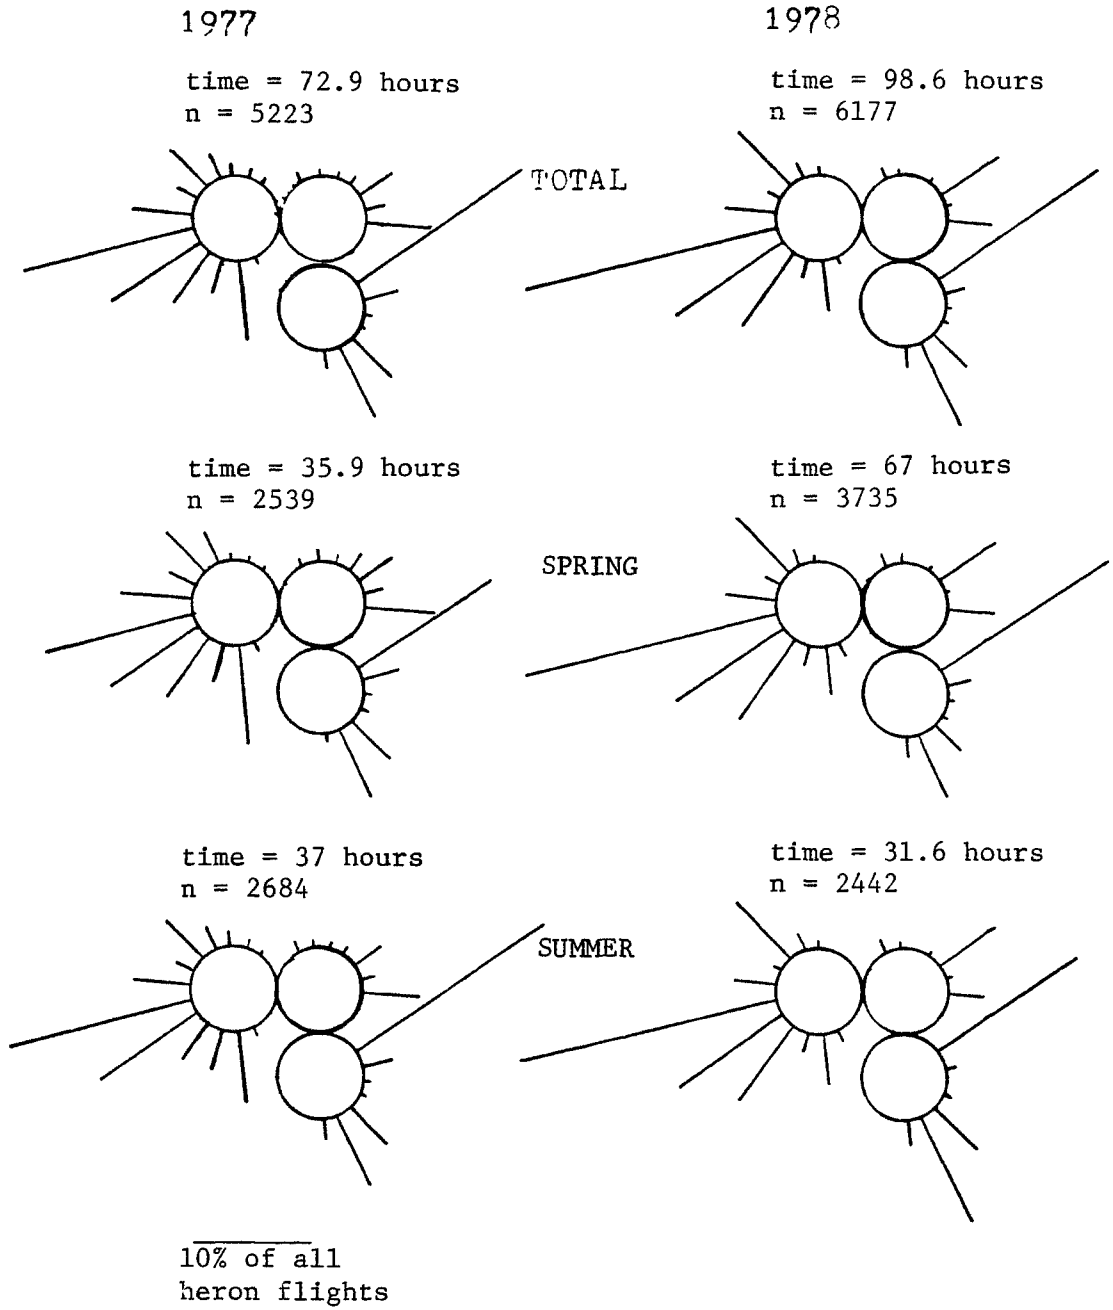 1977
1978
time = 72.9 hours
n = 5223
time = 98.6 hours
n = 6177
TOTAL
time = 35.9 hours
n = 2539
time = 67 hours
n = 3735
SPRING
time = 37 hours
n = 2684
time = 31.6 hours
n = 2442
SUMMER
10% of all
heron flights